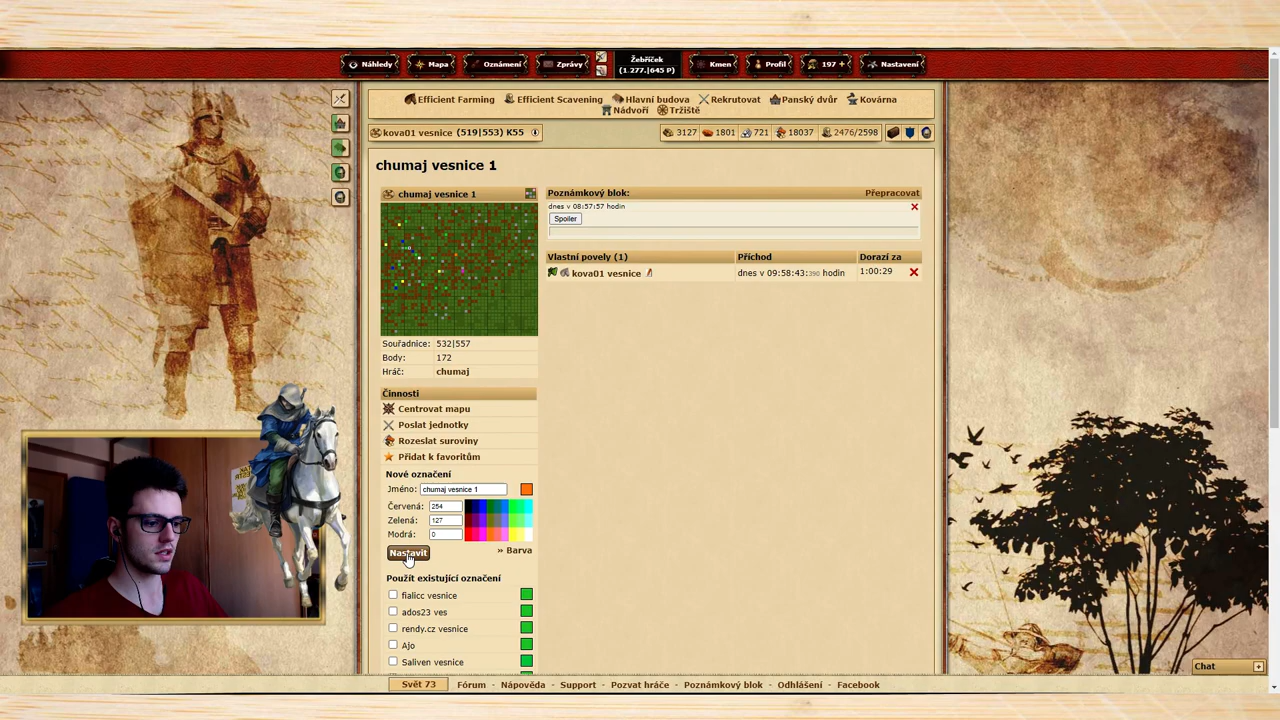 Náhledy Mapa Oznámení Zprávy Žebříček Kmen Profil 197 + Nastavení
(1.277.|645 P)
Efficient Farming Efficient Scavening Hlavní budova Rekrutovat Panský dvůr Kovárna
Nádvoří Tržiště
kova01 vesnice (519|553) K55 3127 1801 721 18037 2476/2598
chumaj vesnice 1
chumaj vesnice 1
Souřadnice: 532|557
Body: 172
Hráč: chumaj
Činnosti
Centrovat mapu
Poslat jednotky
Rozeslat suroviny
Přidat k favoritům
Nové označení
Jméno: chumaj vesnice 1
Červená: 254
Zelená: 127
Modrá: 0
Nastavit » Barva
Použít existující označení
fialicc vesnice
ados23 ves
rendy.cz vesnice
Ajo
Saliven vesnice
Poznámkový blok: Přepracovat
dnes v 08:57:57 hodin
Spoiler
Vlastní povely (1) Příchod Dorazí za
kova01 vesnice dnes v 09:58:43:390 hodin 1:00:29
Chat
Svět 73 Fórum - Nápověda - Support - Pozvat hráče - Poznámkový blok - Odhlášení - Facebook